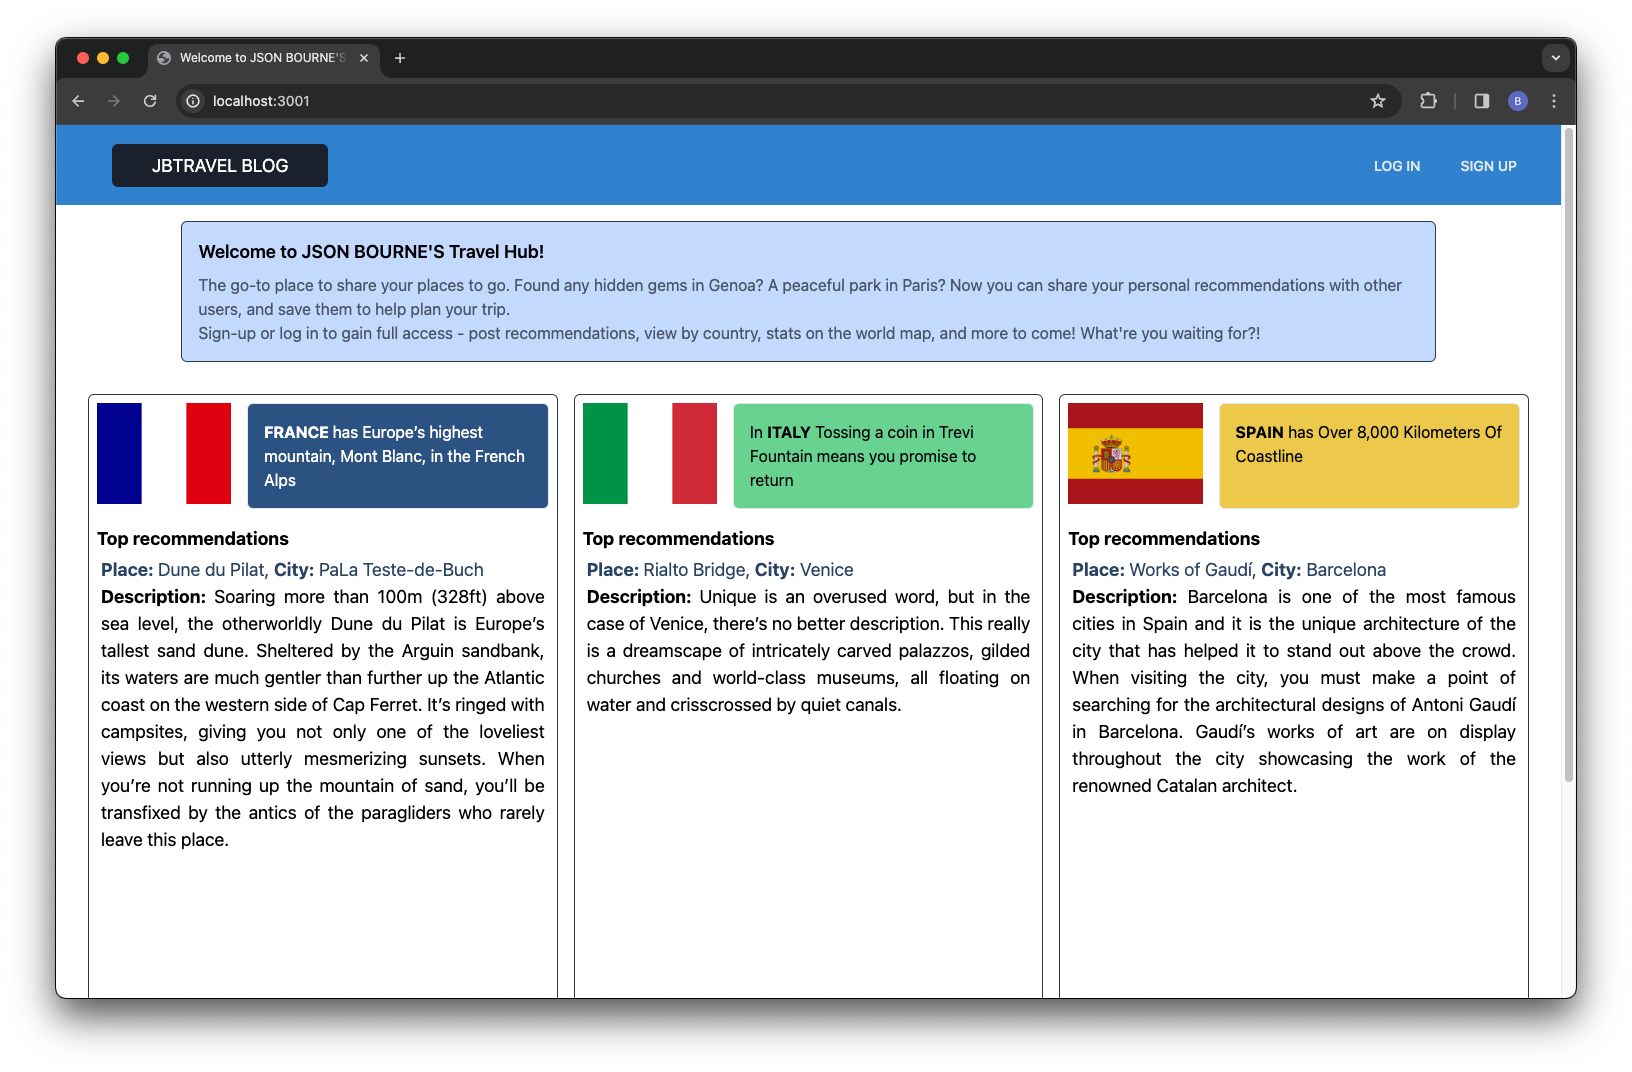 Welcome to JSON BOURNE'S
localhost:3001
B
JBTRAVEL BLOG
LOG IN
SIGN UP
Welcome to JSON BOURNE'S Travel Hub!
The go-to place to share your places to go. Found any hidden gems in Genoa? A peaceful park in Paris? Now you can share your personal recommendations with other
users, and save them to help plan your trip.
Sign-up or log in to gain full access - post recommendations, view by country, stats on the world map, and more to come! What're you waiting for?!
FRANCE has Europe’s highest
mountain, Mont Blanc, in the French
Alps
Top recommendations
Place: Dune du Pilat, City: PaLa Teste-de-Buch
Description: Soaring more than 100m (328ft) above
sea level, the otherworldly Dune du Pilat is Europe’s
tallest sand dune. Sheltered by the Arguin sandbank,
its waters are much gentler than further up the Atlantic
coast on the western side of Cap Ferret. It’s ringed with
campsites, giving you not only one of the loveliest
views but also utterly mesmerizing sunsets. When
you’re not running up the mountain of sand, you’ll be
transfixed by the antics of the paragliders who rarely
leave this place.
In ITALY Tossing a coin in Trevi
Fountain means you promise to
return
Top recommendations
Place: Rialto Bridge, City: Venice
Description: Unique is an overused word, but in the
case of Venice, there’s no better description. This really
is a dreamscape of intricately carved palazzos, gilded
churches and world-class museums, all floating on
water and crisscrossed by quiet canals.
SPAIN has Over 8,000 Kilometers Of
Coastline
Top recommendations
Place: Works of Gaudí, City: Barcelona
Description: Barcelona is one of the most famous
cities in Spain and it is the unique architecture of the
city that has helped it to stand out above the crowd.
When visiting the city, you must make a point of
searching for the architectural designs of Antoni Gaudí
in Barcelona. Gaudí’s works of art are on display
throughout the city showcasing the work of the
renowned Catalan architect.